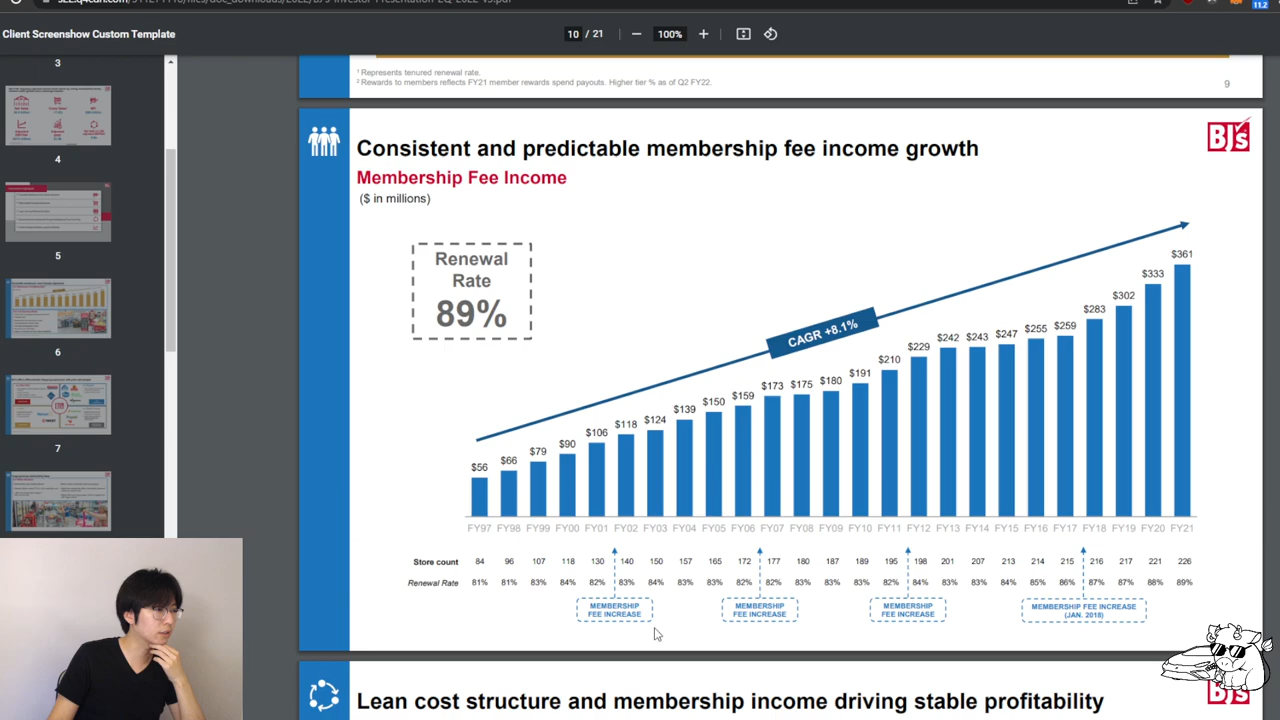 11.2
Client Screenshow Custom Template
10 / 21
100%
3
4
5
6
7
¹ Represents tenured renewal rate.
² Rewards to members reflects FY21 member rewards spend payouts. Higher tier % as of Q2 FY22.
9
Consistent and predictable membership fee income growth
BJ's
Membership Fee Income
($ in millions)
Renewal
Rate
89%
CAGR +8.1%
$56 $66 $79 $90 $106 $118 $124 $139 $150 $159 $173 $175 $180 $191 $210 $229 $242 $243 $247 $255 $259 $283 $302 $333 $361
FY97 FY98 FY99 FY00 FY01 FY02 FY03 FY04 FY05 FY06 FY07 FY08 FY09 FY10 FY11 FY12 FY13 FY14 FY15 FY16 FY17 FY18 FY19 FY20 FY21
Store count 84 96 107 118 130 140 150 157 165 172 177 180 187 189 195 198 201 207 213 214 215 216 217 221 226
Renewal Rate 81% 81% 83% 84% 82% 83% 84% 83% 83% 82% 82% 83% 83% 83% 82% 84% 83% 83% 84% 85% 86% 87% 87% 88% 89%
MEMBERSHIP
FEE INCREASE
MEMBERSHIP
FEE INCREASE
MEMBERSHIP
FEE INCREASE
MEMBERSHIP FEE INCREASE
(JAN. 2018)
Lean cost structure and membership income driving stable profitability